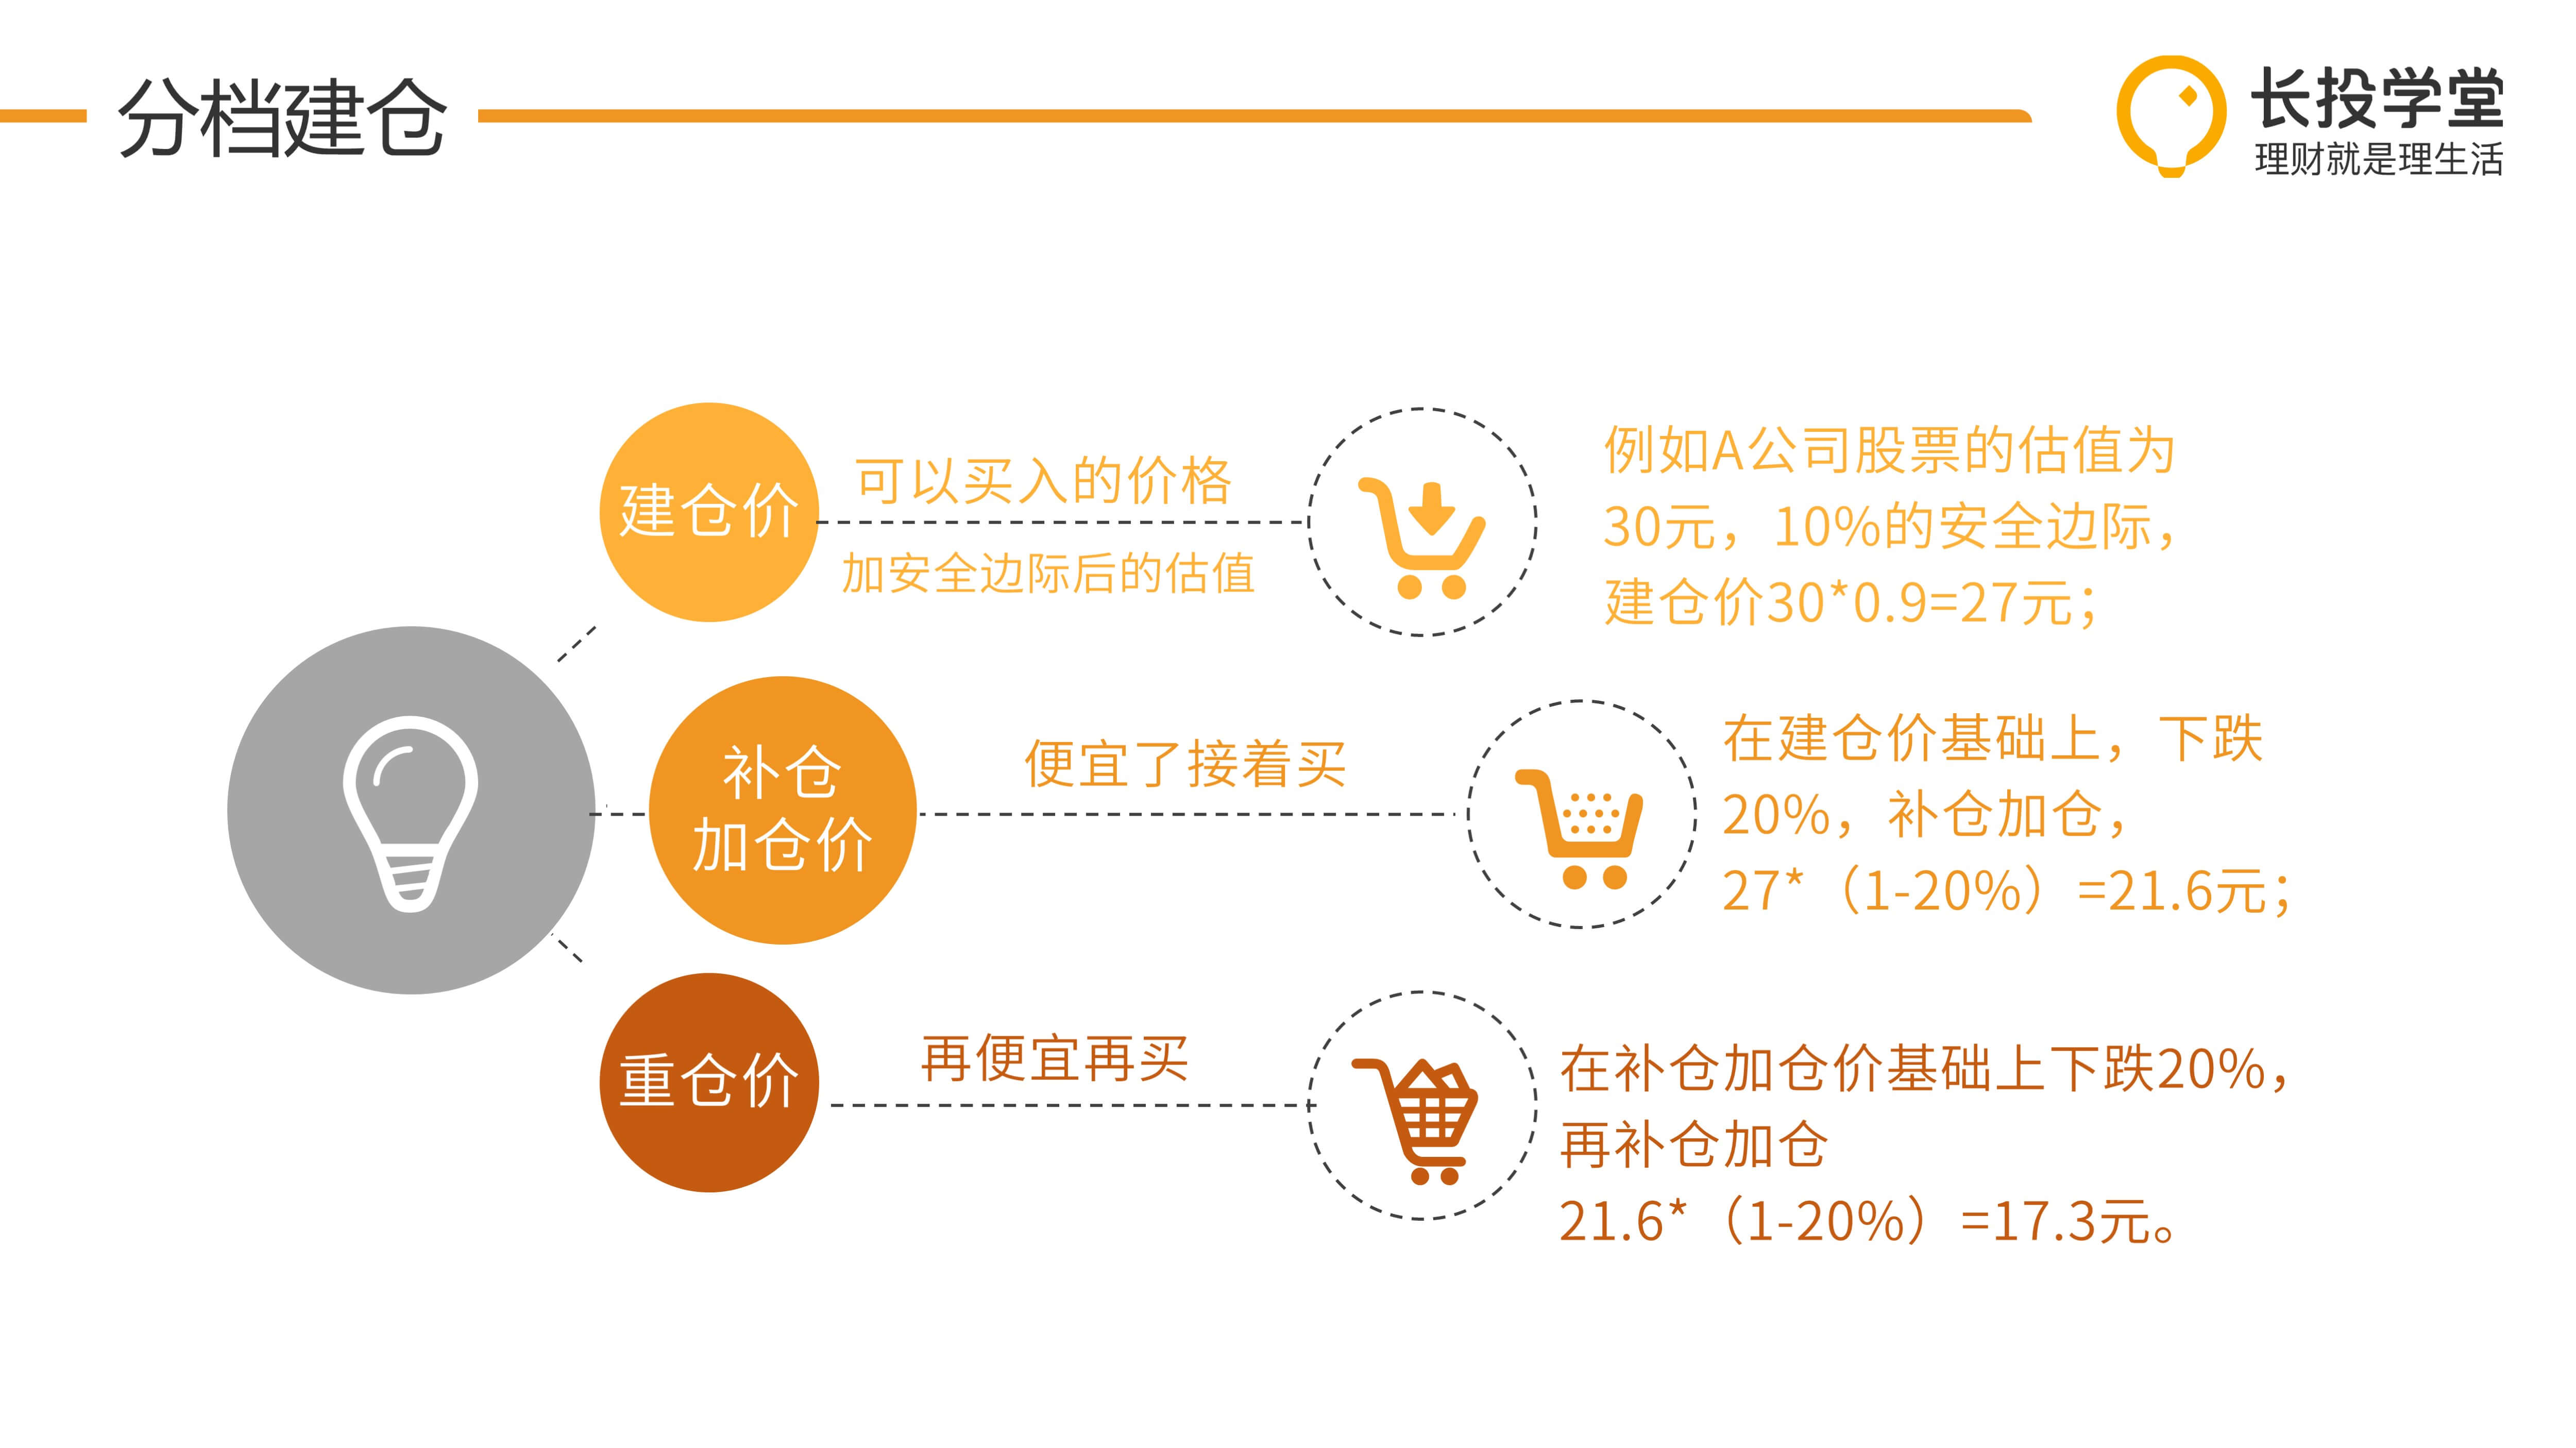 分档建仓
长投学堂
理财就是理生活
建仓价
可以买入的价格
加安全边际后的估值
例如A公司股票的估值为
30元，10%的安全边际，
建仓价30*0.9=27元；
补仓
加仓价
便宜了接着买
在建仓价基础上，下跌
20%，补仓加仓，
27*（1-20%）=21.6元；
重仓价
再便宜再买
在补仓加仓价基础上下跌20%，
再补仓加仓
21.6*（1-20%）=17.3元。